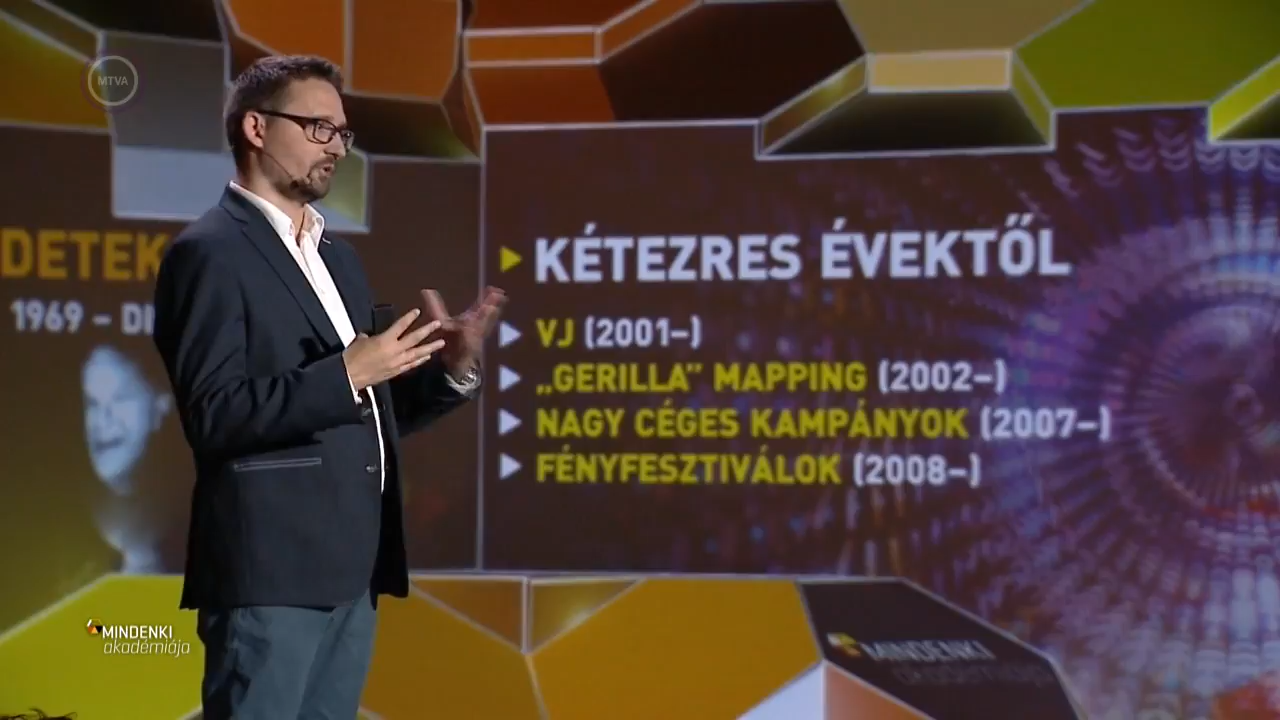 MTVA
DETEK
1969 – DI
KÉTEZRES ÉVEKTŐL
VJ (2001–)
„GERILLA” MAPPING (2002–)
NAGY CÉGES KAMPÁNYOK (2007–)
FÉNYFESZTIVÁLOK (2008–)
MINDENKI
akadémiája
MINDENKI
akadémiája